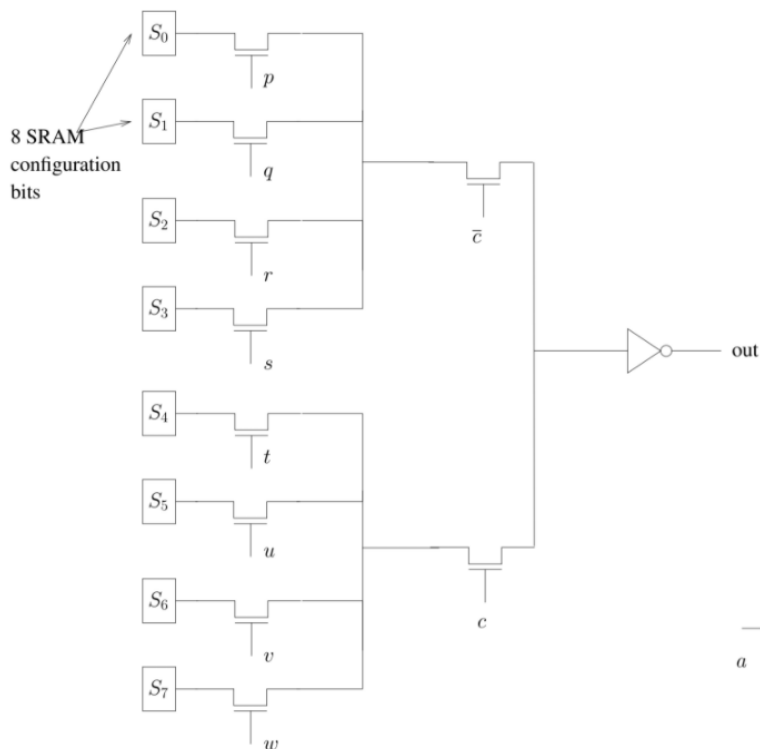 S₀
p
S₁
8 SRAM
configuration
bits
q
S₂
c̅
r
S₃
s
out
S₄
t
S₅
u
S₆
c
v
a
S₇
w